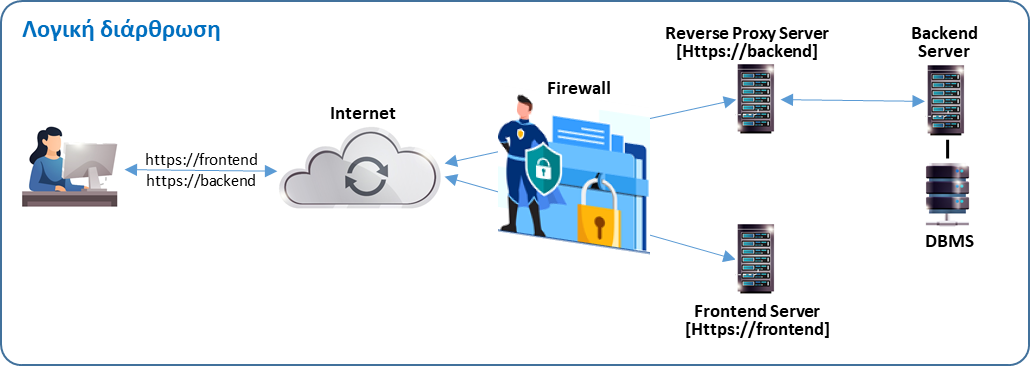 Λογική διάρθρωση
Reverse Proxy Server
[Https://backend]
Backend
Server
Firewall
Internet
https://frontend
https://backend
DBMS
Frontend Server
[Https://frontend]